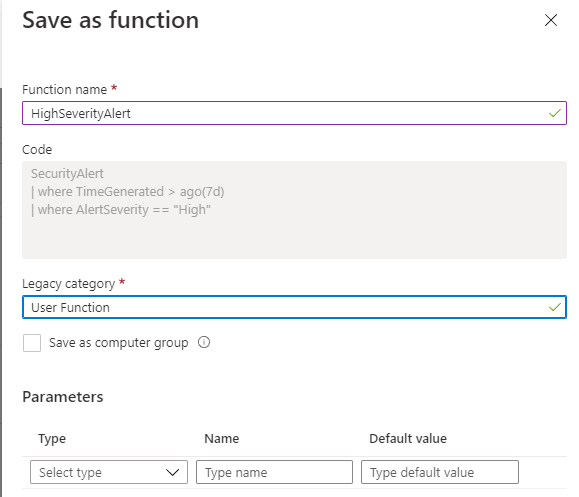 Save as function
Function name *
HighSeverityAlert
Code
SecurityAlert
| where TimeGenerated > ago(7d)
| where AlertSeverity == "High"
Legacy category *
User Function
Save as computer group
Parameters
Type Name Default value
Select type Type name Type default value